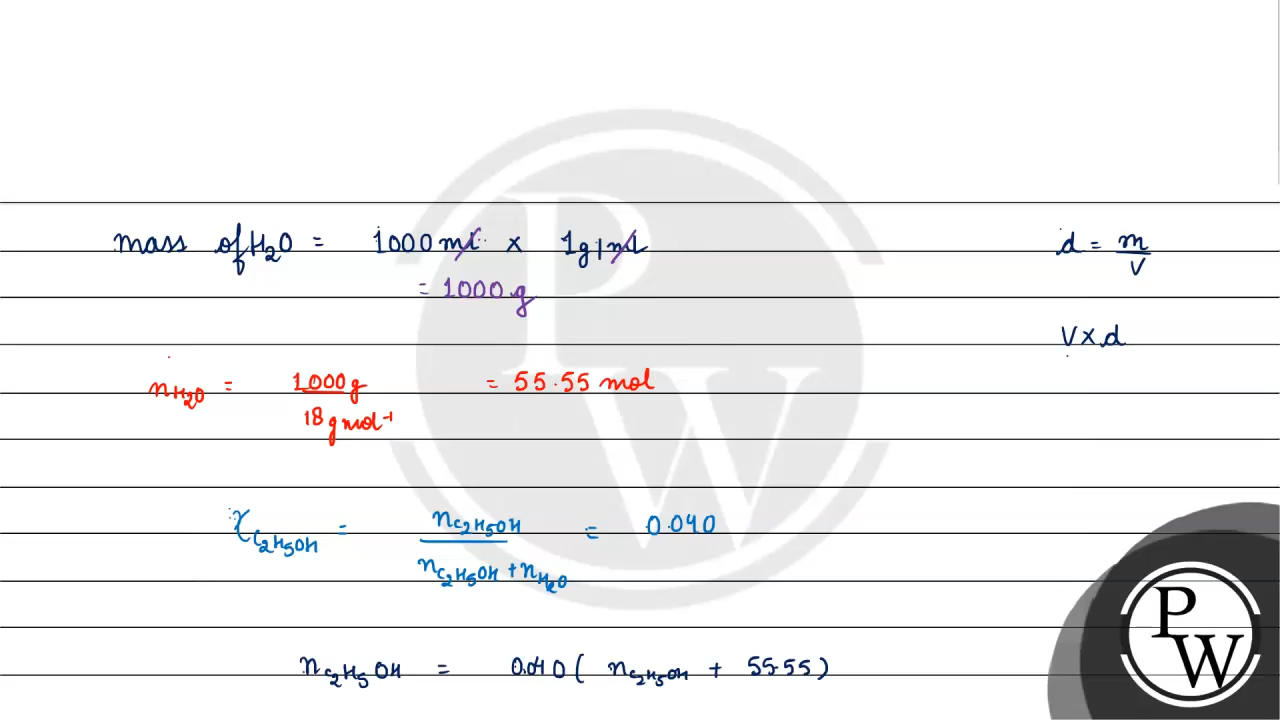 mass of H₂O = 1000 mL × 1g/mL
= 1000 g
d = m/V
V × d
nH₂O = 1000g / 18 g mol⁻¹ = 55.55 mol
χC₂H₅OH = nC₂H₅OH / nC₂H₅OH + nH₂O = 0.040
nC₂H₅OH = 0.040 ( nC₂H₅OH + 55.55 )
P
W
P
W